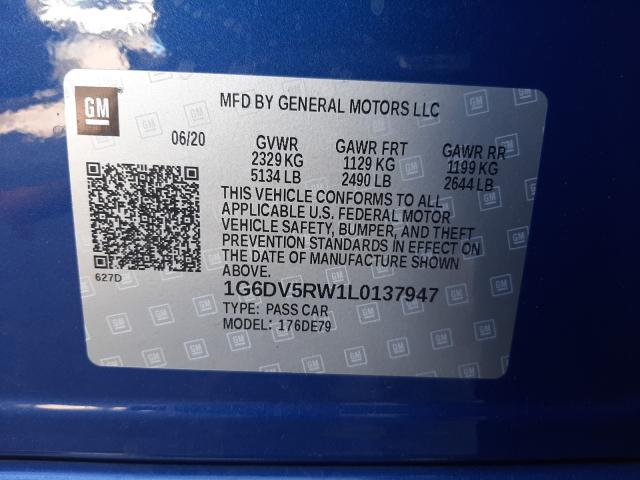 GM
MFD BY GENERAL MOTORS LLC
06/20 GVWR GAWR FRT GAWR RR
2329 KG 1129 KG 1199 KG
5134 LB 2490 LB 2644 LB
THIS VEHICLE CONFORMS TO ALL
APPLICABLE U.S. FEDERAL MOTOR
VEHICLE SAFETY, BUMPER, AND THEFT
PREVENTION STANDARDS IN EFFECT ON
THE DATE OF MANUFACTURE SHOWN ABOVE.
627D
1G6DV5RW1L0137947
TYPE: PASS CAR
MODEL: 176DE79